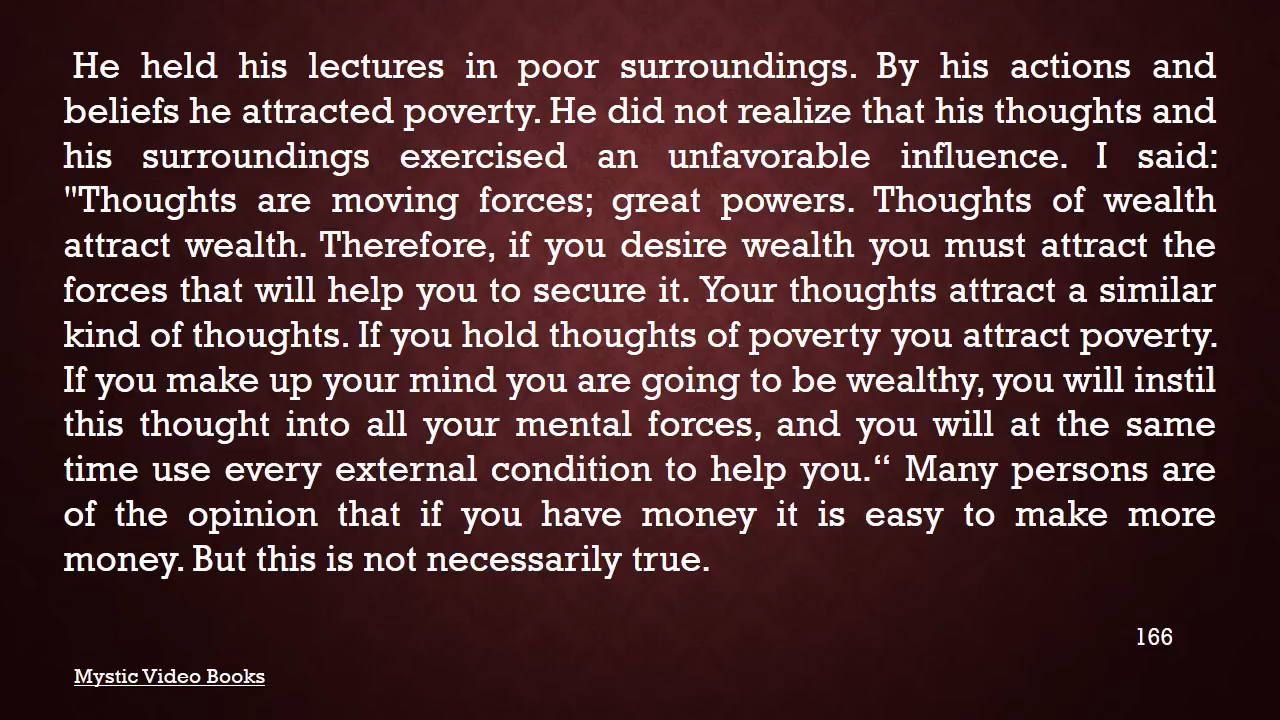 He held his lectures in poor surroundings. By his actions and
beliefs he attracted poverty. He did not realize that his thoughts and
his surroundings exercised an unfavorable influence. I said:
"Thoughts are moving forces; great powers. Thoughts of wealth
attract wealth. Therefore, if you desire wealth you must attract the
forces that will help you to secure it. Your thoughts attract a similar
kind of thoughts. If you hold thoughts of poverty you attract poverty.
If you make up your mind you are going to be wealthy, you will instil
this thought into all your mental forces, and you will at the same
time use every external condition to help you.“ Many persons are
of the opinion that if you have money it is easy to make more
money. But this is not necessarily true.
166
Mystic Video Books